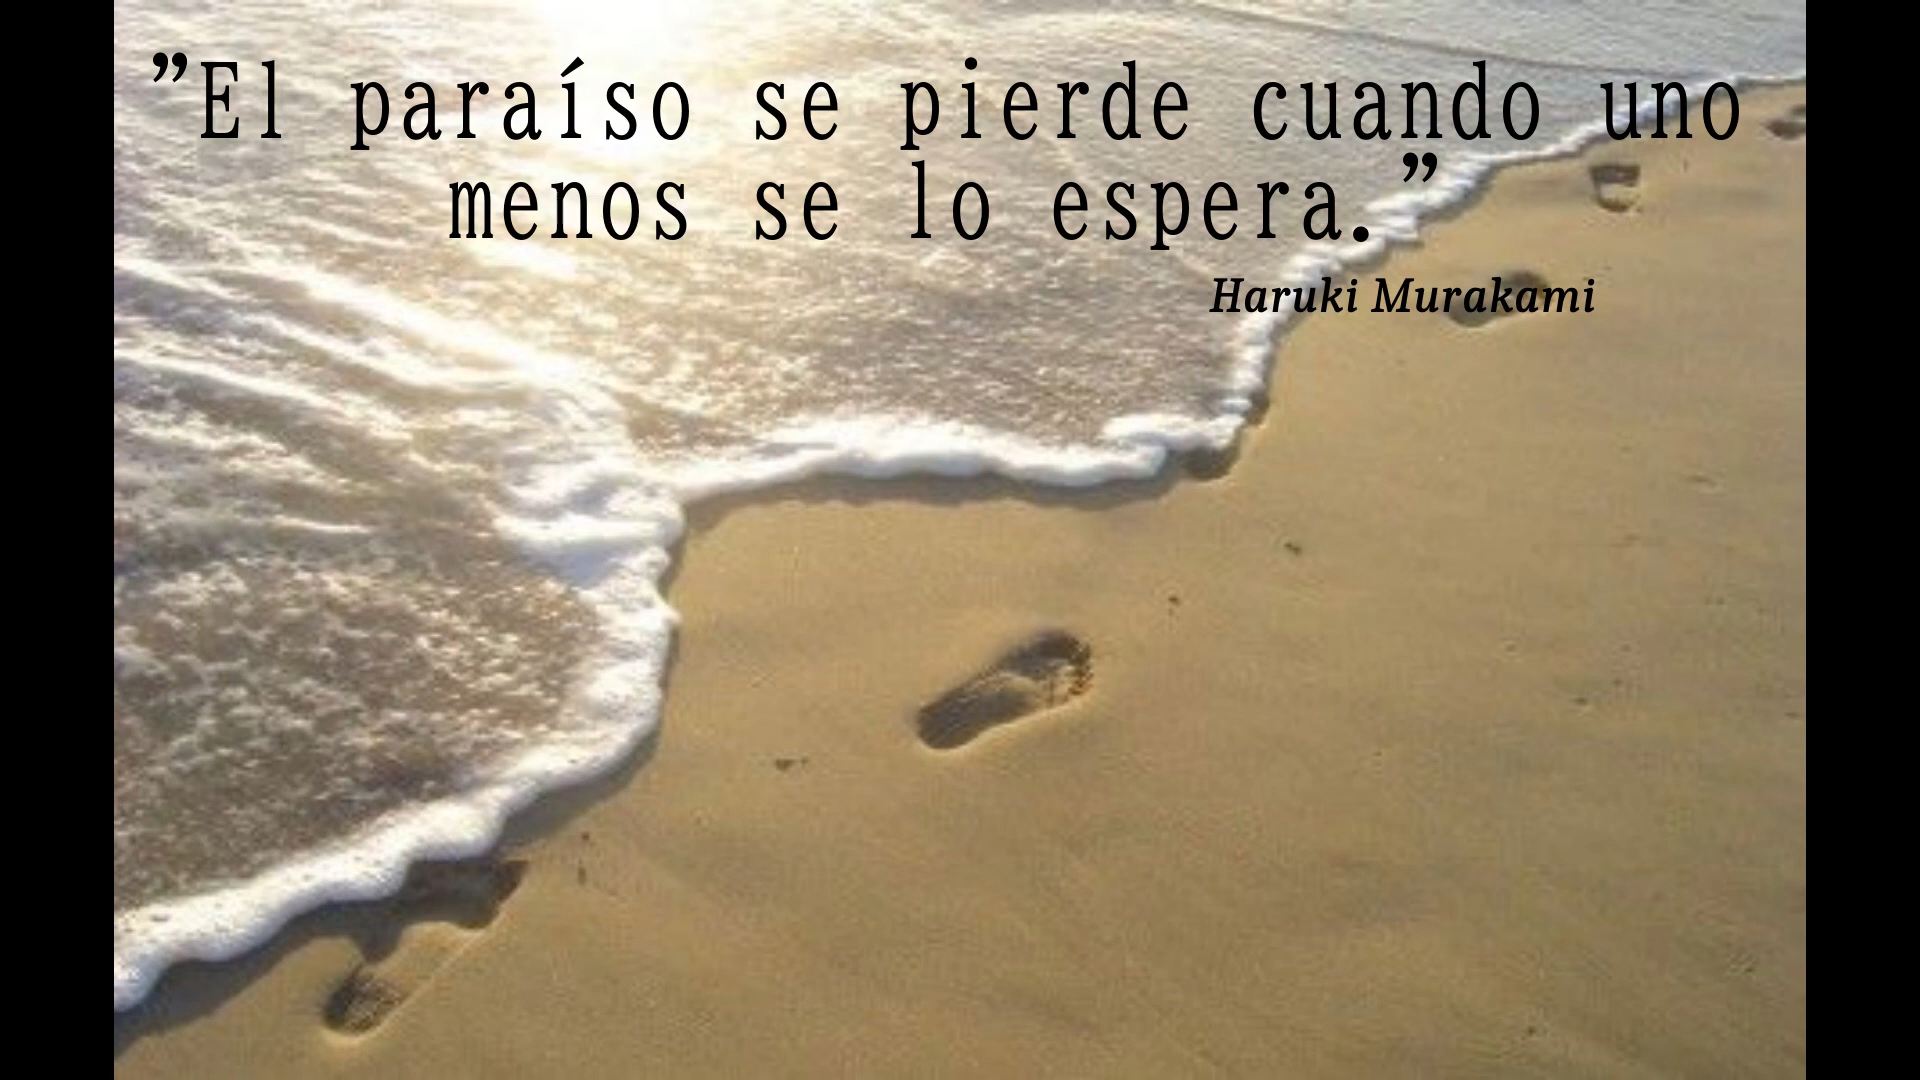 ”El paraíso se pierde cuando uno
menos se lo espera.”
Haruki Murakami